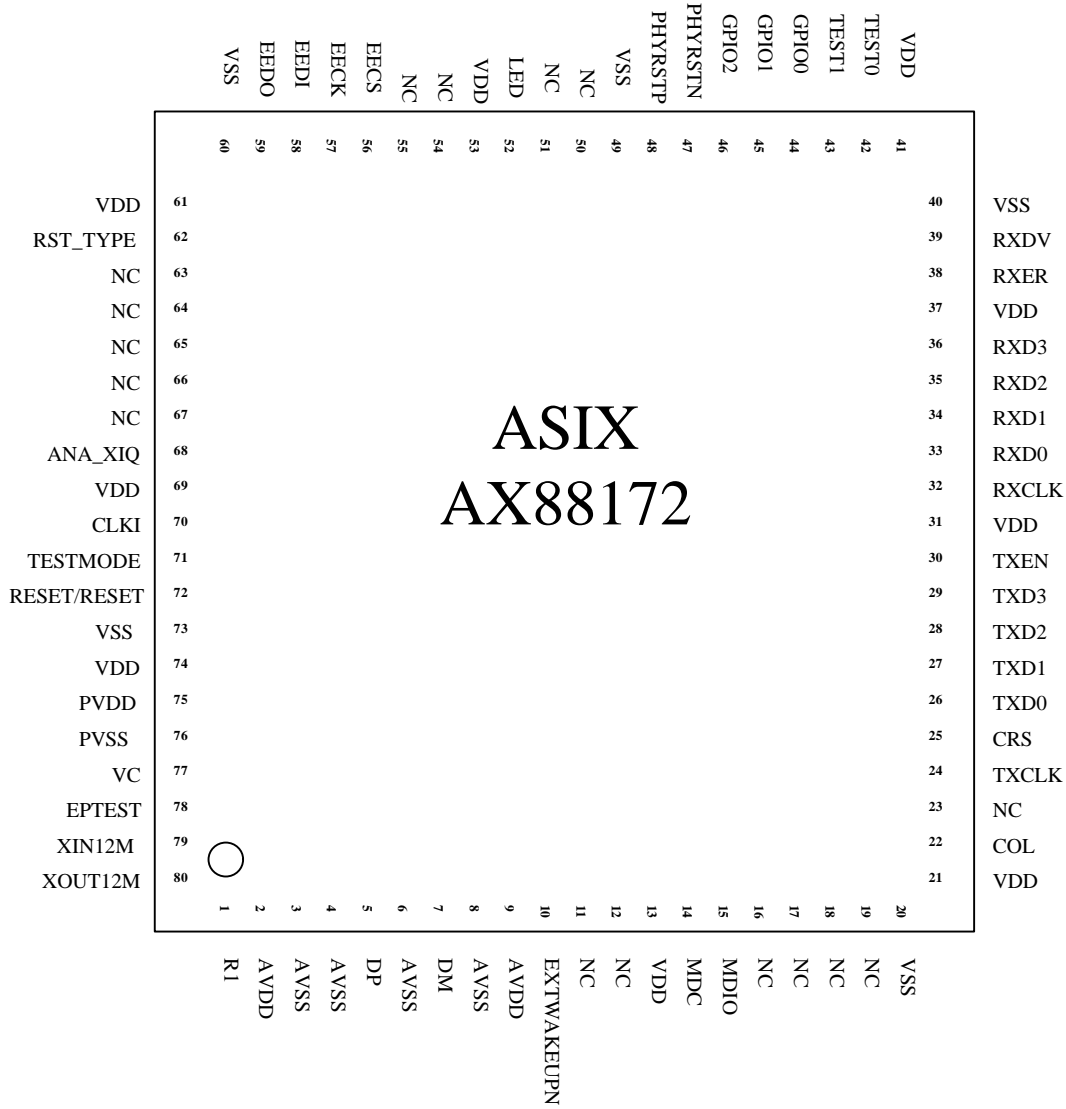 VSS EEDO EEDI EECK EECS NC NC VDD LED NC NC VSS PHYRSTP PHYRSTN GPIO2 GPIO1 GPIO0 TEST1 TEST0 VDD
60 59 58 57 56 55 54 53 52 51 50 49 48 47 46 45 44 43 42 41
VDD 61 40 VSS
RST_TYPE 62 39 RXDV
NC 63 38 RXER
NC 64 37 VDD
NC 65 36 RXD3
NC 66 35 RXD2
NC 67 34 RXD1
ANA_XIQ 68 33 RXD0
VDD 69 32 RXCLK
CLKI 70 31 VDD
TESTMODE 71 30 TXEN
RESET/RESET 72 29 TXD3
VSS 73 28 TXD2
VDD 74 27 TXD1
PVDD 75 26 TXD0
PVSS 76 25 CRS
VC 77 24 TXCLK
EPTEST 78 23 NC
XIN12M 79 22 COL
XOUT12M 80 21 VDD
ASIX
AX88172
1 2 3 4 5 6 7 8 9 10 11 12 13 14 15 16 17 18 19 20
R1 AVDD AVSS AVSS DP AVSS DM AVSS AVDD EXTWAKEUPN NC NC VDD MDC MDIO NC NC NC NC VSS